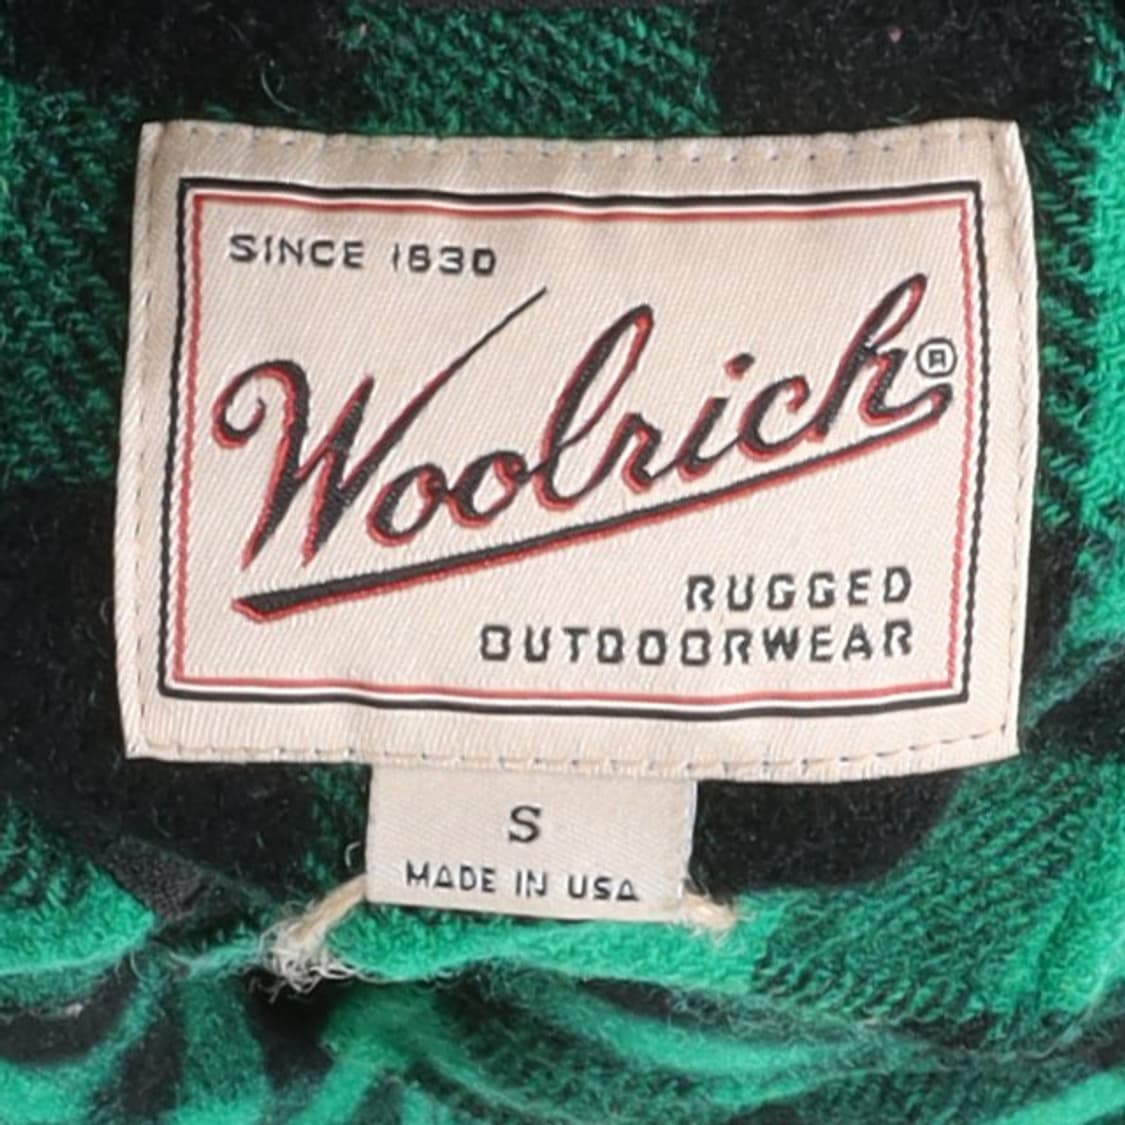 SINCE 1830
Woolrich®
RUGGED
OUTDOORWEAR
S
MADE IN USA